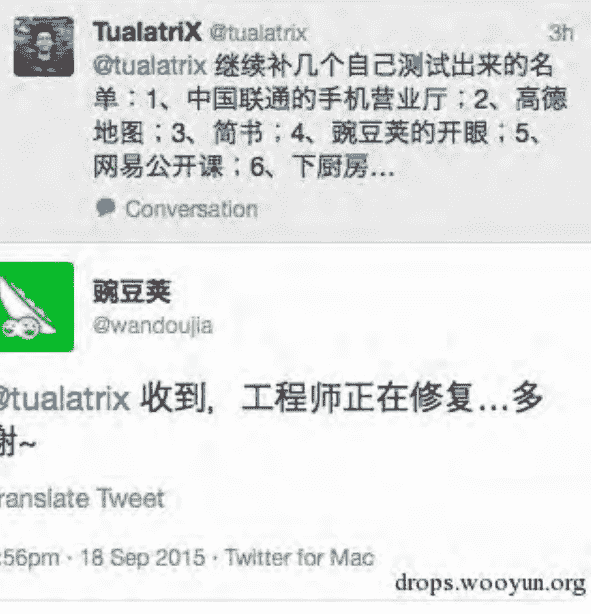 TualatriX @tualatrix 3h
@tualatrix 继续补几个自己测试出来的名
单：1、中国联通的手机营业厅；2、高德
地图；3、简书；4、豌豆荚的开眼；5、
网易公开课；6、下厨房...
Conversation
豌豆荚
@wandoujia
@tualatrix 收到，工程师正在修复...多
谢~
ranslate Tweet
:56pm · 18 Sep 2015 · Twitter for Mac
drops.wooyun.org